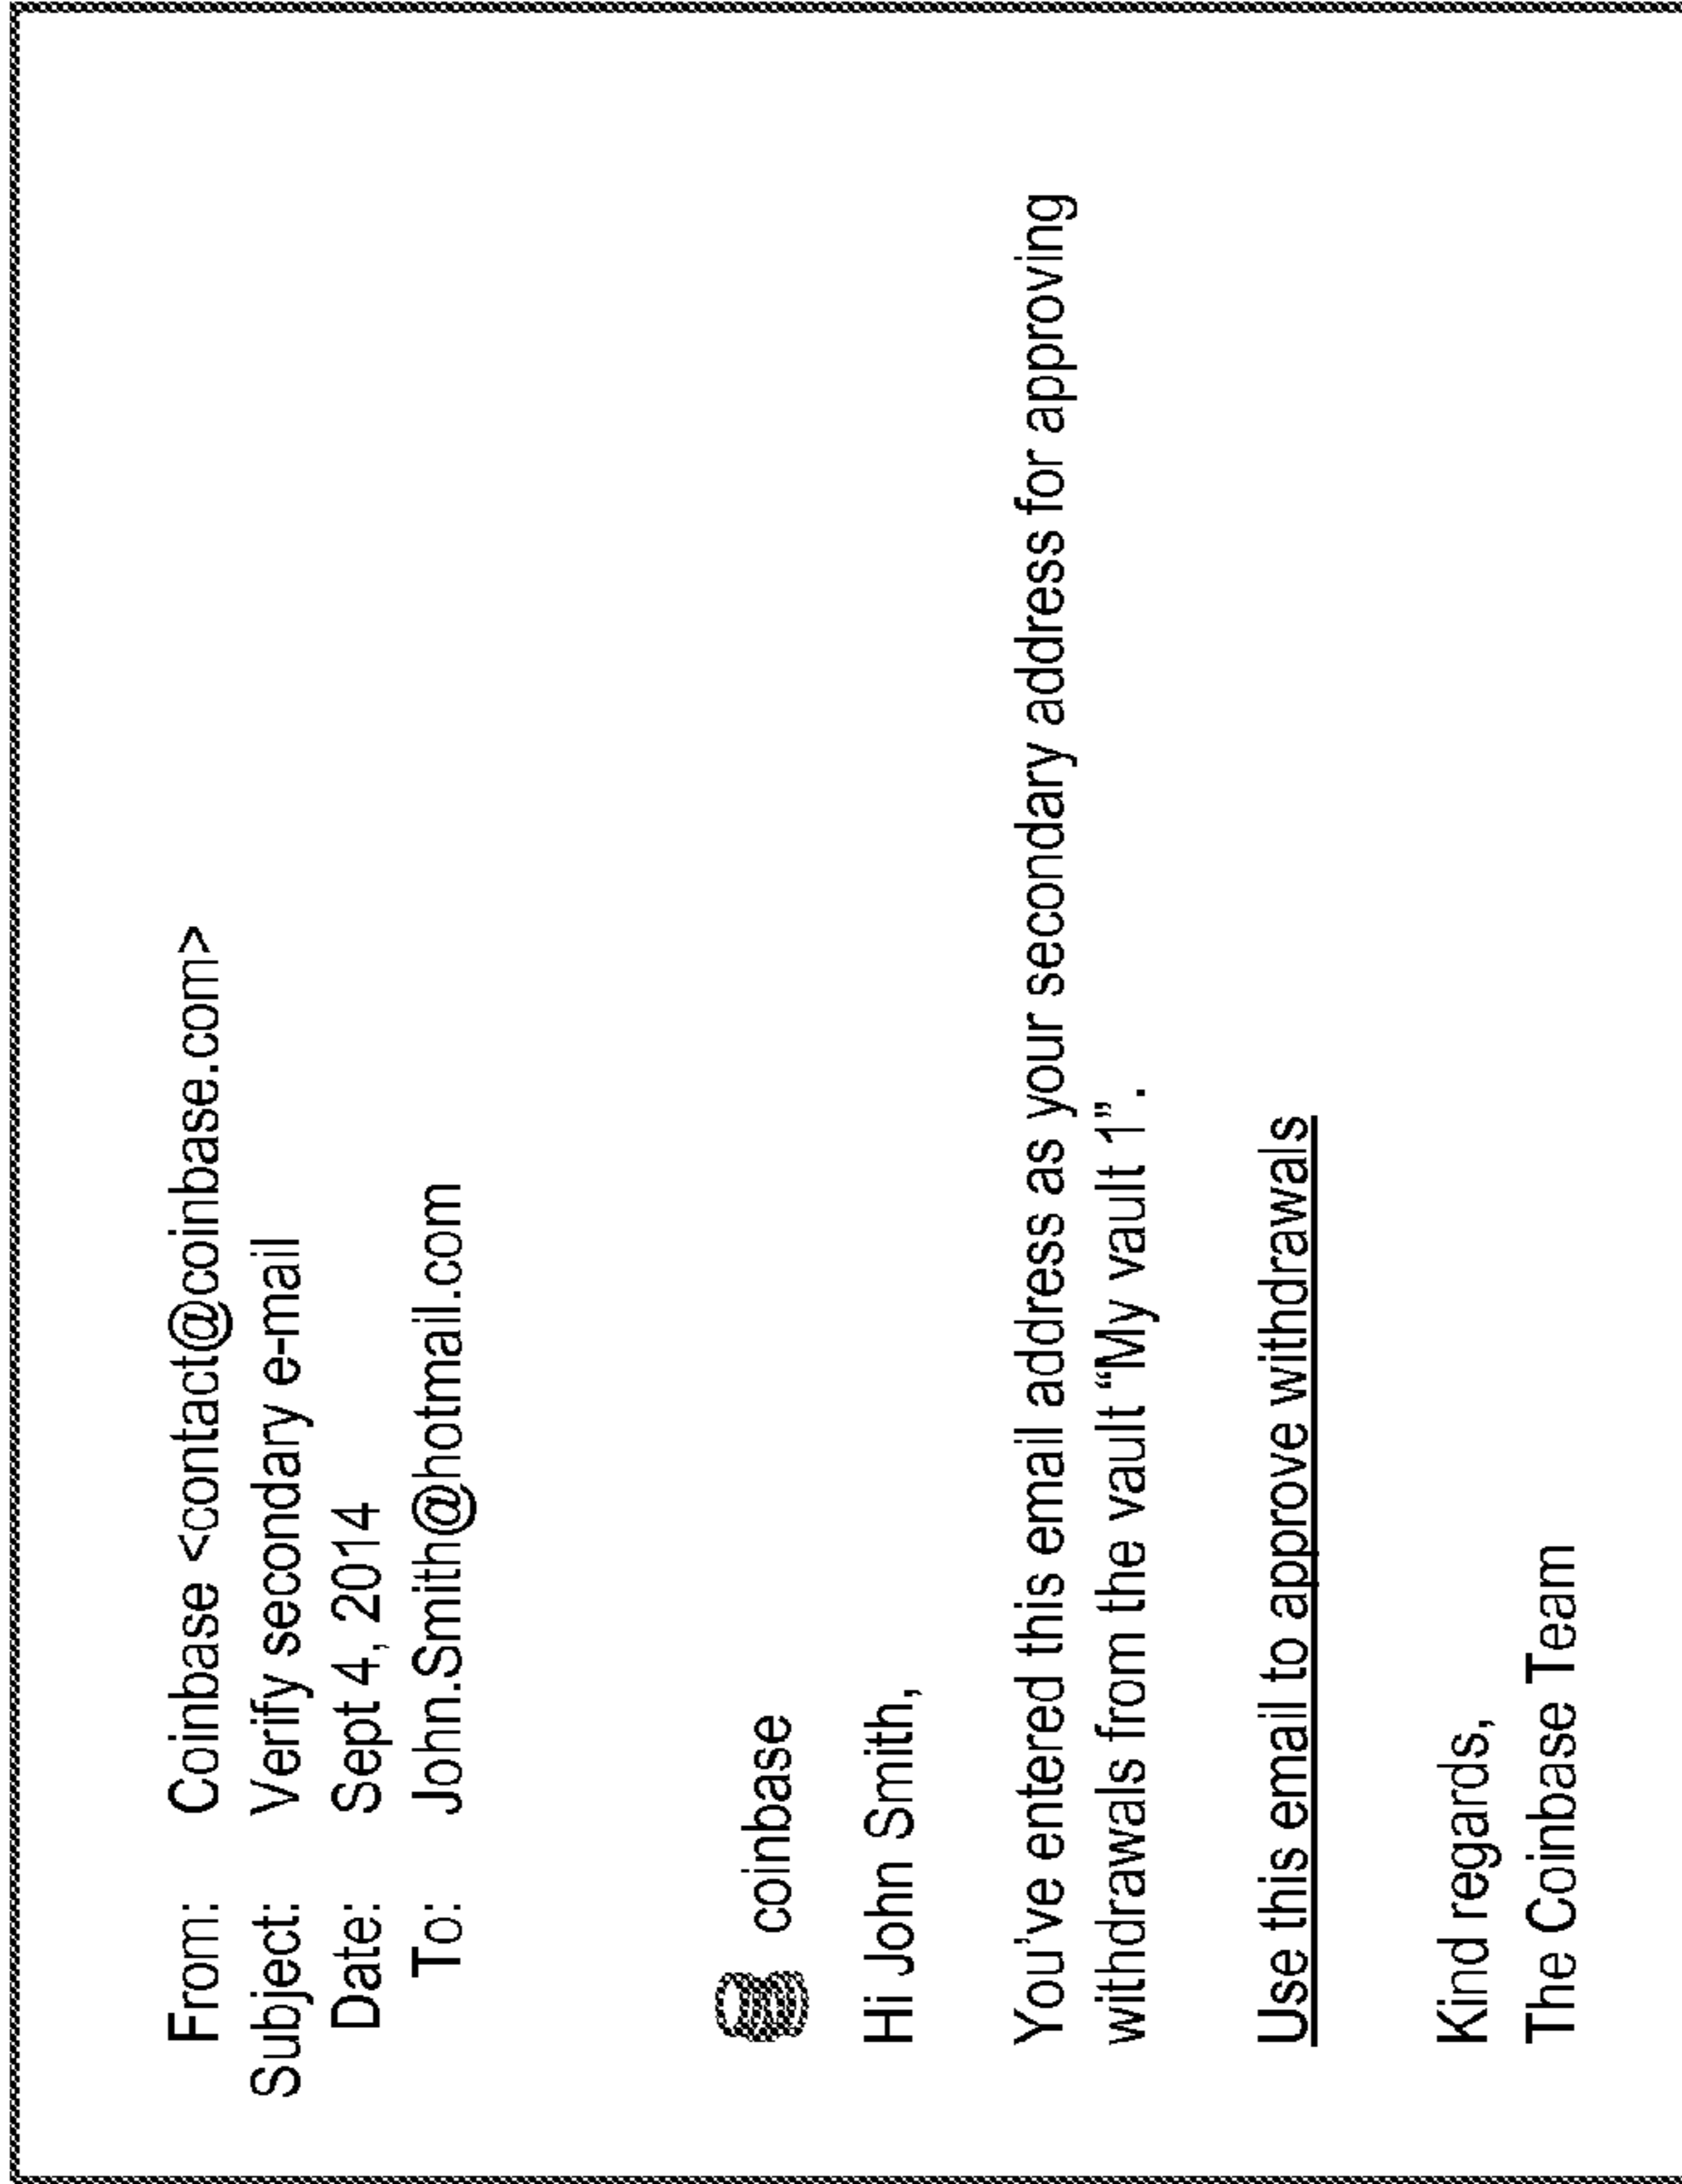 From: Coinbase <contact@coinbase.com>
Subject: Verify secondary e-mail
Date: Sept 4, 2014
To: John.Smith@hotmail.com
coinbase
Hi John Smith,
You've entered this email address as your secondary address for approving
withdrawals from the vault “My vault 1”.
Use this email to approve withdrawals
Kind regards,
The Coinbase Team